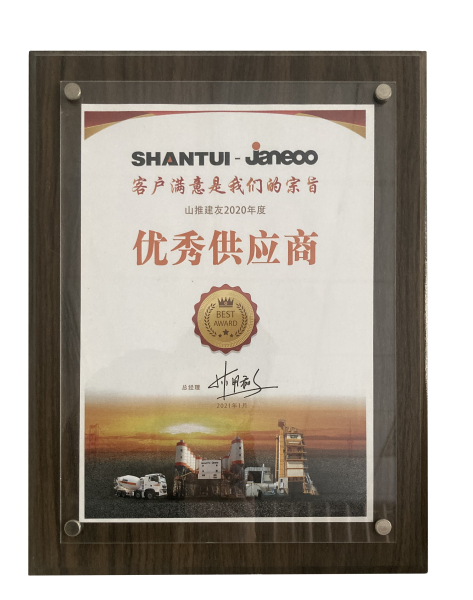 SHANTUI - Janeoo
客户满意是我们的宗旨
山推建友2020年度
优秀供应商
BEST
AWARD
总经理
2021年1月